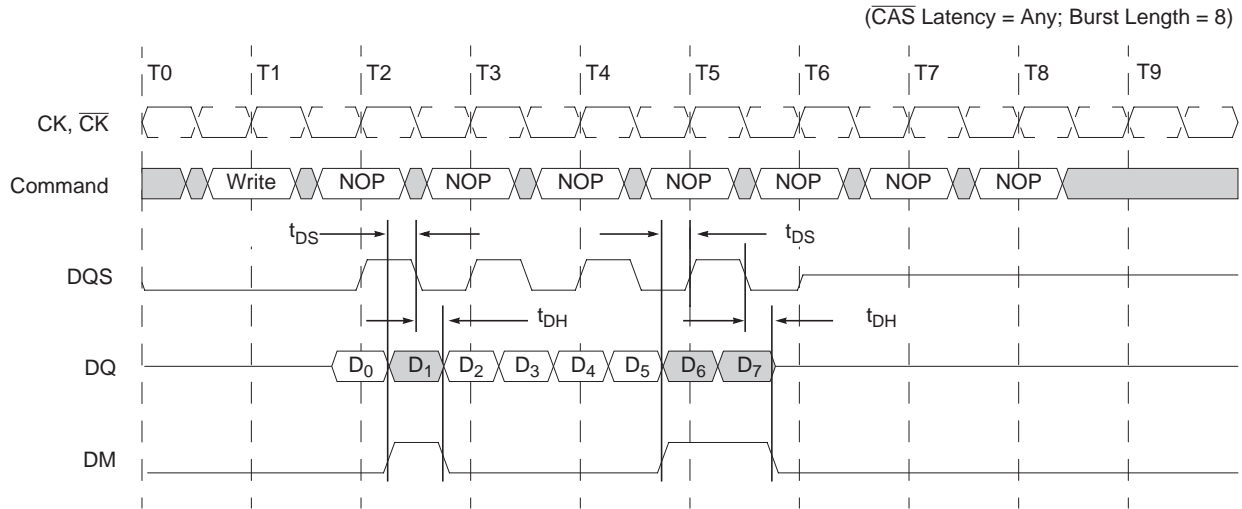 (C̅A̅S̅ Latency = Any; Burst Length = 8)
T0 T1 T2 T3 T4 T5 T6 T7 T8 T9
CK, C̅K̅
Command Write NOP NOP NOP NOP NOP NOP NOP
tDS tDS
DQS
tDH tDH
DQ D0 D1 D2 D3 D4 D5 D6 D7
DM